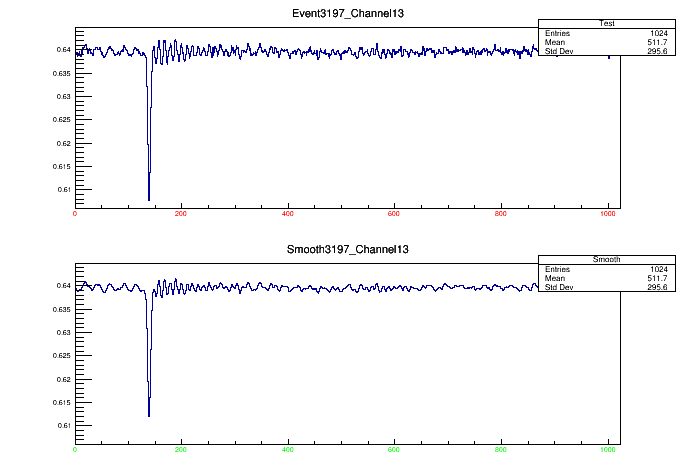 Event3197_Channel13
Test
Entries 1024
Mean 511.7
Std Dev 295.6
0.64
0.635
0.63
0.625
0.62
0.615
0.61
0 200 400 600 800 1000
Smooth3197_Channel13
Smooth
Entries 1024
Mean 511.7
Std Dev 295.6
0.64
0.635
0.63
0.625
0.62
0.615
0.61
0 200 400 600 800 1000